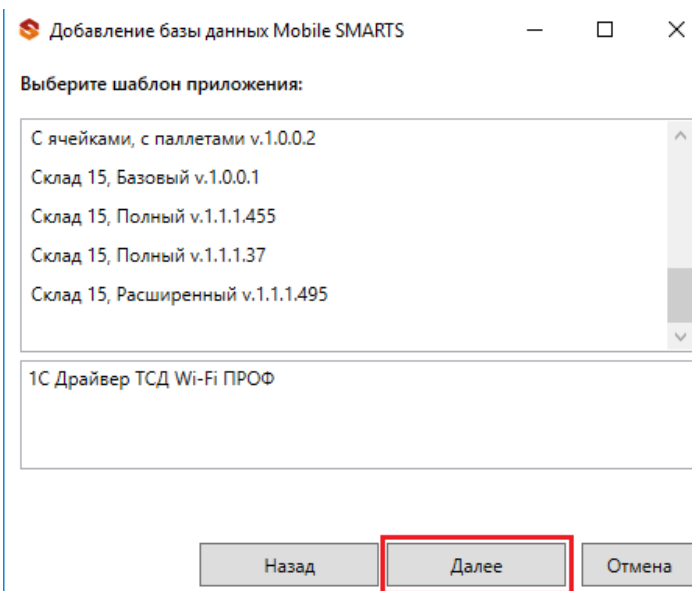 Добавление базы данных Mobile SMARTS
Выберите шаблон приложения:
С ячейками, с паллетами v.1.0.0.2
Склад 15, Базовый v.1.0.0.1
Склад 15, Полный v.1.1.1.455
Склад 15, Полный v.1.1.1.37
Склад 15, Расширенный v.1.1.1.495
1С Драйвер ТСД Wi-Fi ПРОФ
Назад Далее Отмена